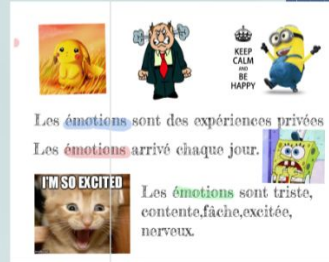 KEEP
CALM
AND
BE
HAPPY
Les émotions sont des expériences privées
Les émotions arrivé chaque jour.
I'M SO EXCITED
Les émotions sont triste,
contente,fâche,excitée,
nerveux.